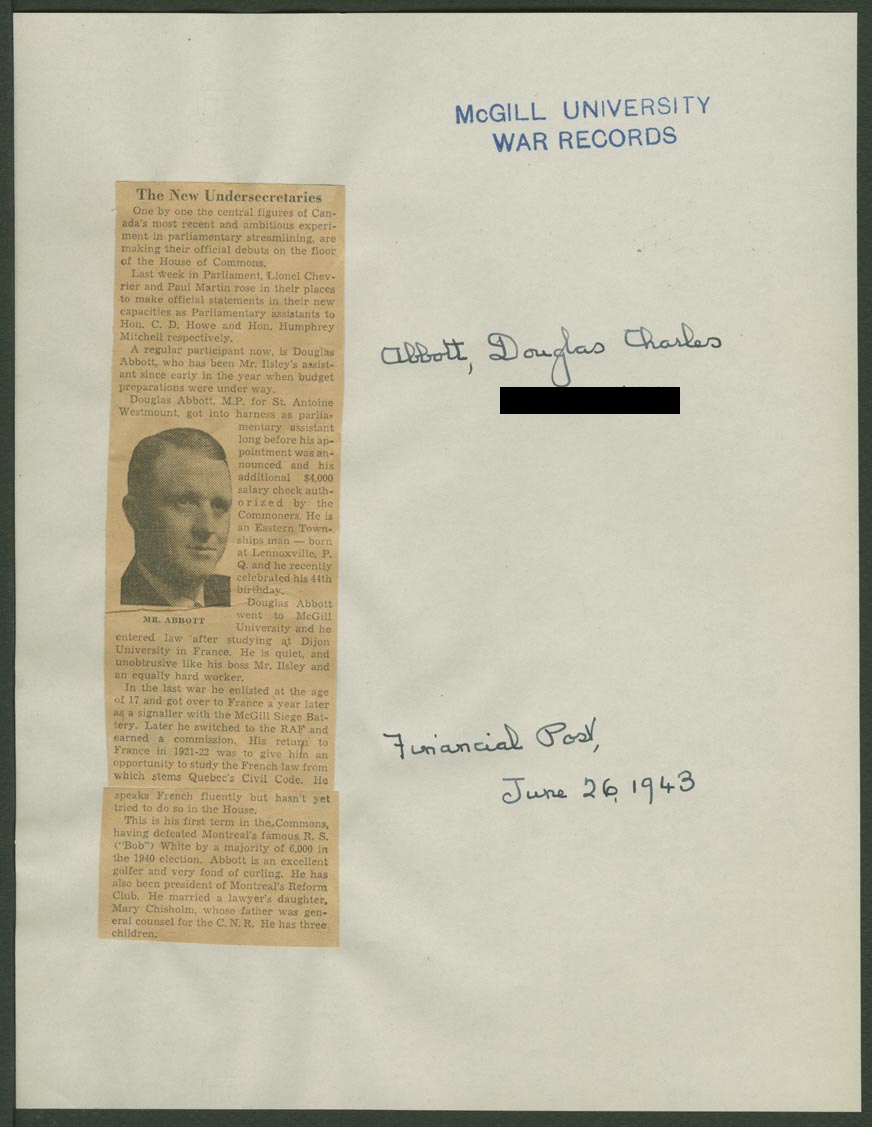 McGILL UNIVERSITY
WAR RECORDS
The New Undersecretaries
One by one the central figures of Can-
ada's most recent and ambitious experi-
ment in parliamentary streamlining, are
making their official debuts on the floor
of the House of Commons.
Last week in Parliament, Lionel Chev-
rier and Paul Martin rose in their places
to make official statements in their new
capacities as Parliamentary assistants to
Hon. C. D. Howe and Hon. Humphrey
Mitchell respectively.
A regular participant now, is Douglas
Abbott, who has been Mr. Ilsley's assist-
ant since early in the year when budget
preparations were under way.
Douglas Abbott, M.P. for St. Antoine
Westmount, got into harness as parlia-
mentary assistant
long before his ap-
pointment was an-
nounced and his
additional $4,000
salary check auth-
orized by the
Commoners. He is
an Eastern Town-
ships man — born
at Lennoxville, P.
Q. and he recently
celebrated his 44th
birthday.
MR. ABBOTT
Douglas Abbott
went to McGill
University and he
entered law after studying at Dijon
University in France. He is quiet, and
unobtrusive like his boss Mr. Ilsley and
an equally hard worker.
In the last war he enlisted at the age
of 17 and got over to France a year later
as a signaller with the McGill Siege Bat-
tery. Later he switched to the RAF and
earned a commission. His return to
France in 1921-22 was to give him an
opportunity to study the French law from
which stems Quebec's Civil Code. He
speaks French fluently but hasn't yet
tried to do so in the House.
This is his first term in the Commons,
having defeated Montreal's famous R. S.
("Bob") White by a majority of 6,000 in
the 1940 election. Abbott is an excellent
golfer and very fond of curling. He has
also been president of Montreal's Reform
Club. He married a lawyer's daughter,
Mary Chisholm, whose father was gen-
eral counsel for the C. N. R. He has three
children.
Abbott, Douglas Charles
Financial Post,
June 26, 1943